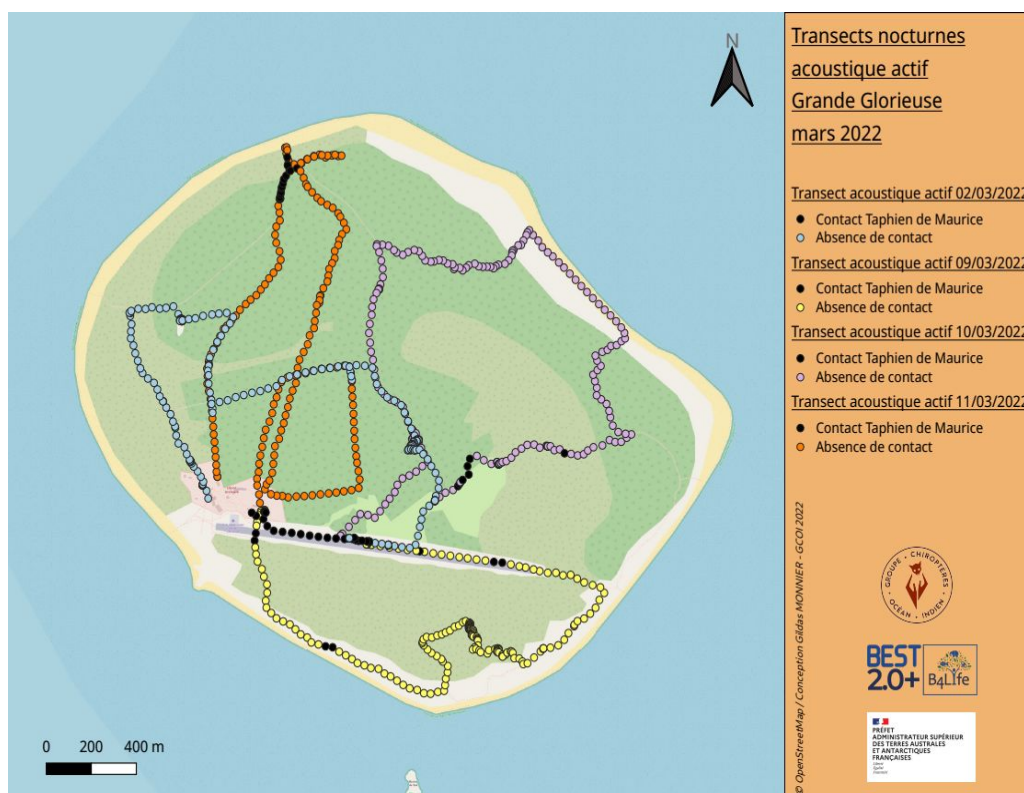 N
0 200 400 m
Transects nocturnes
acoustique actif
Grande Glorieuse
mars 2022
Transect acoustique actif 02/03/2022
Contact Taphien de Maurice
Absence de contact
Transect acoustique actif 09/03/2022
Contact Taphien de Maurice
Absence de contact
Transect acoustique actif 10/03/2022
Contact Taphien de Maurice
Absence de contact
Transect acoustique actif 11/03/2022
Contact Taphien de Maurice
Absence de contact
© OpenStreetMap / Conception Gildas MONNIER - GCOI 2022
GROUPE • CHIROPTÈRES • OCÉAN • INDIEN •
BEST
2.0+
B4LIfe
PRÉFET
ADMINISTRATEUR SUPÉRIEUR
DES TERRES AUSTRALES
ET ANTARCTIQUES
FRANÇAISES
Liberté
Égalité
Fraternité